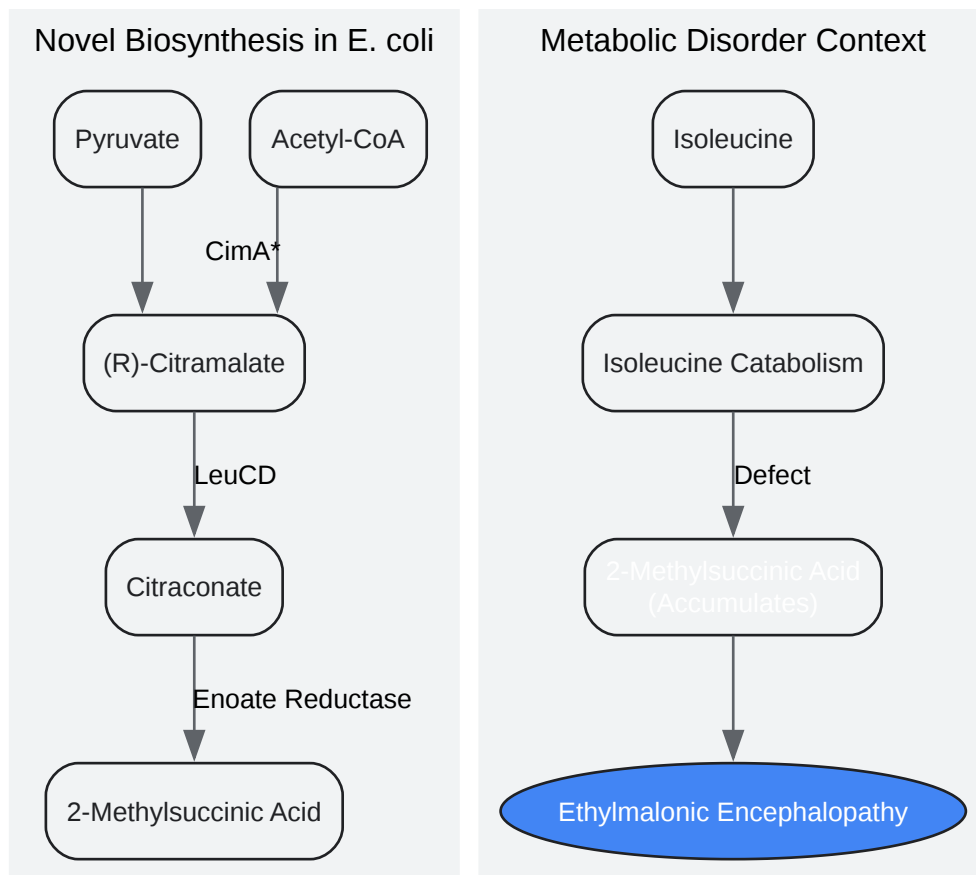 Novel Biosynthesis in E. coli
Pyruvate
Acetyl-CoA
CimA*
(R)-Citramalate
LeuCD
Citraconate
Enoate Reductase
2-Methylsuccinic Acid
Metabolic Disorder Context
Isoleucine
Isoleucine Catabolism
Defect
2-Methylsuccinic Acid
(Accumulates)
Ethylmalonic Encephalopathy